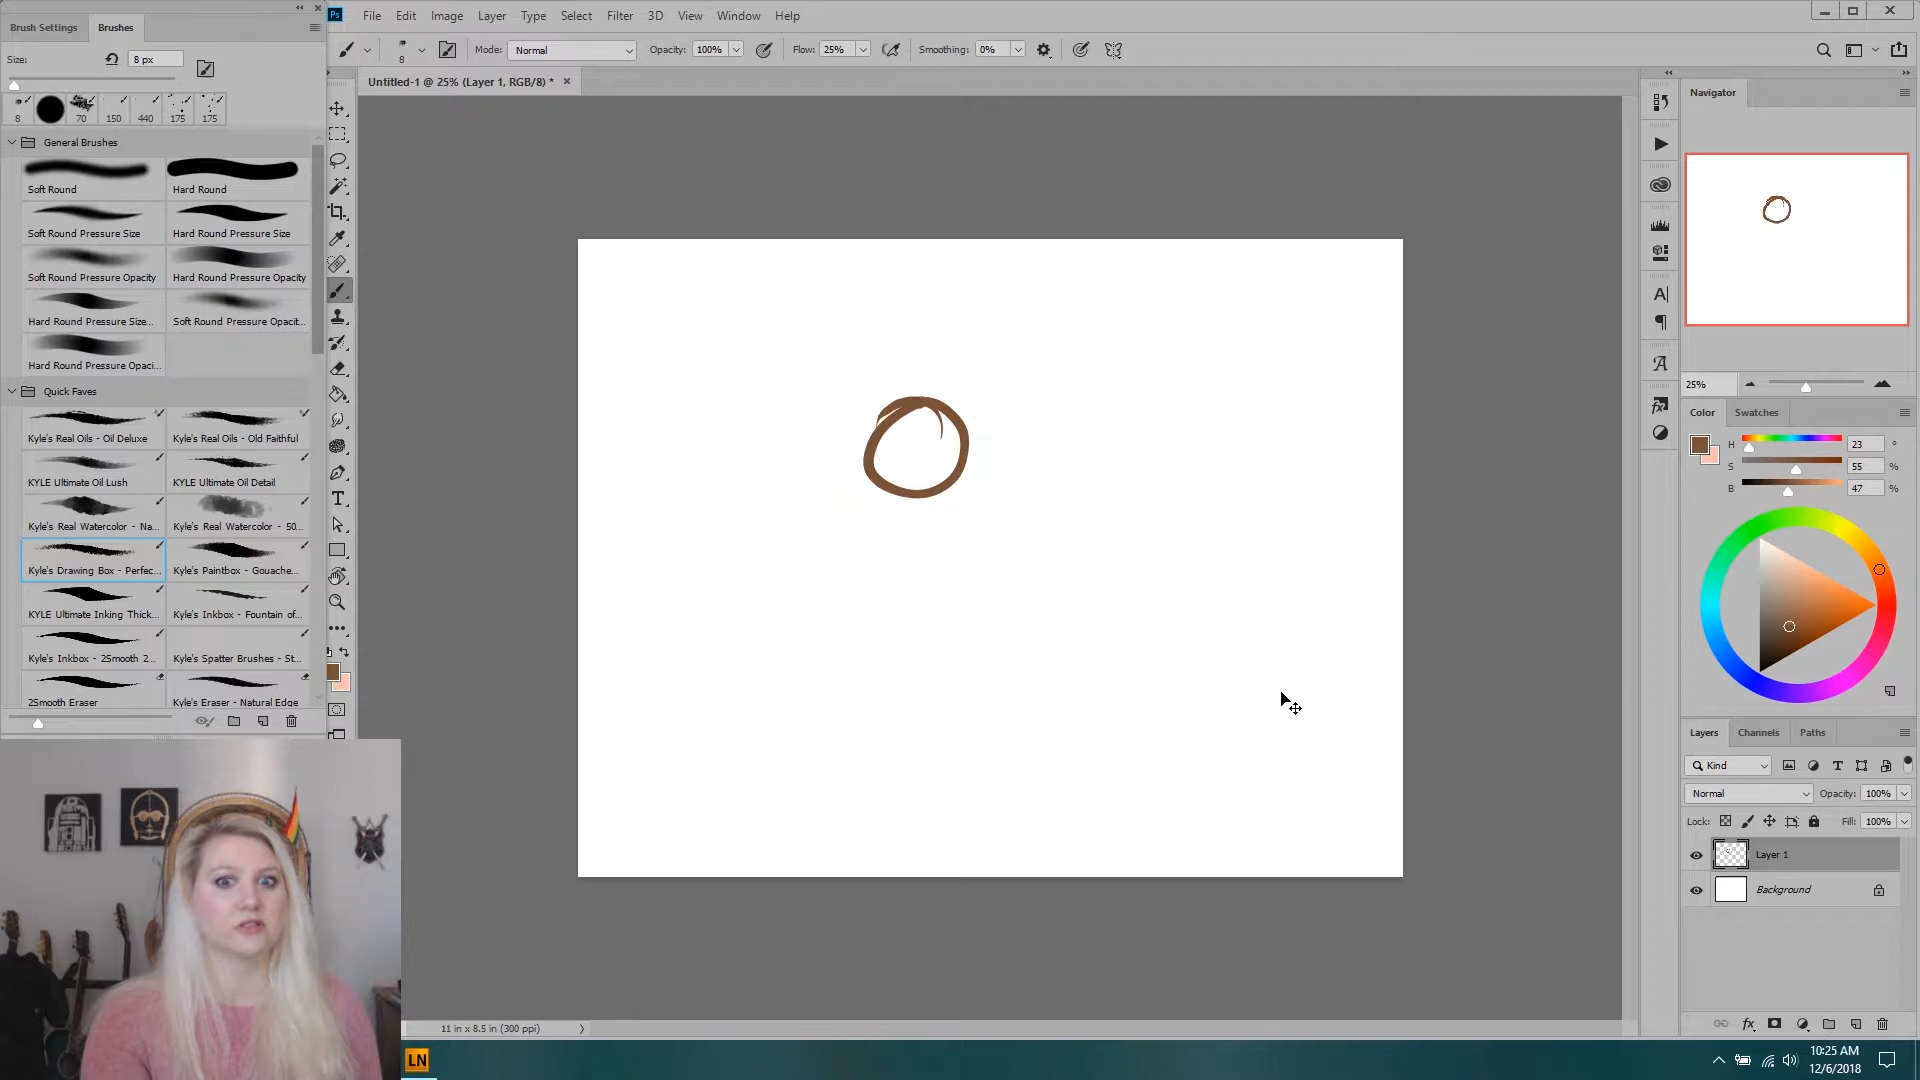 Brush Settings Brushes
Ps File Edit Image Layer Type Select Filter 3D View Window Help
Size: 8 px
8 Mode: Normal Opacity: 100% Flow: 25% Smoothing: 0%
Untitled-1 @ 25% (Layer 1, RGB/8) *
8 70 150 440 175 175
General Brushes
Soft Round Hard Round
Soft Round Pressure Size Hard Round Pressure Size
Soft Round Pressure Opacity Hard Round Pressure Opacity
Hard Round Pressure Size... Soft Round Pressure Opacit...
Hard Round Pressure Opaci...
Quick Faves
Kyle's Real Oils - Oil Deluxe Kyle's Real Oils - Old Faithful
KYLE Ultimate Oil Lush KYLE Ultimate Oil Detail
Kyle's Real Watercolor - Na... Kyle's Real Watercolor - 50...
Kyle's Drawing Box - Perfec... Kyle's Paintbox - Gouache...
KYLE Ultimate Inking Thick... Kyle's Inkbox - Fountain of...
Kyle's Inkbox - 2Smooth 2... Kyle's Spatter Brushes - St...
2Smooth Eraser Kyle's Eraser - Natural Edge
Navigator
25%
Color Swatches
H 23 °
S 55 %
B 47 %
Layers Channels Paths
Kind
Normal Opacity: 100%
Lock: Fill: 100%
Layer 1
Background
11 in x 8.5 in (300 ppi)
LN
10:25 AM
12/6/2018